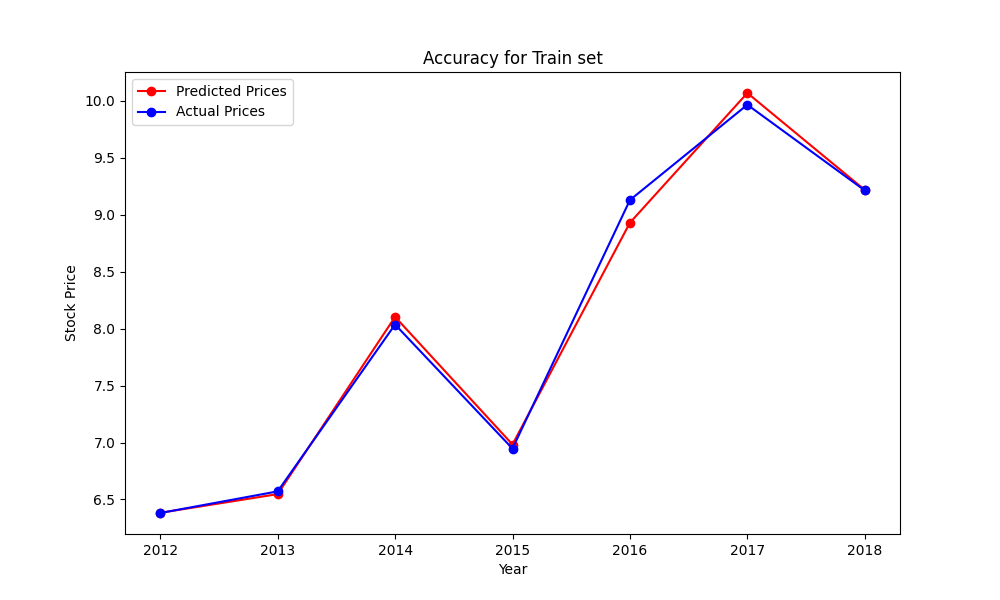 Accuracy for Train set
Predicted Prices
Actual Prices
10.0
9.5
9.0
8.5
8.0
7.5
7.0
6.5
Stock Price
2012 2013 2014 2015 2016 2017 2018
Year